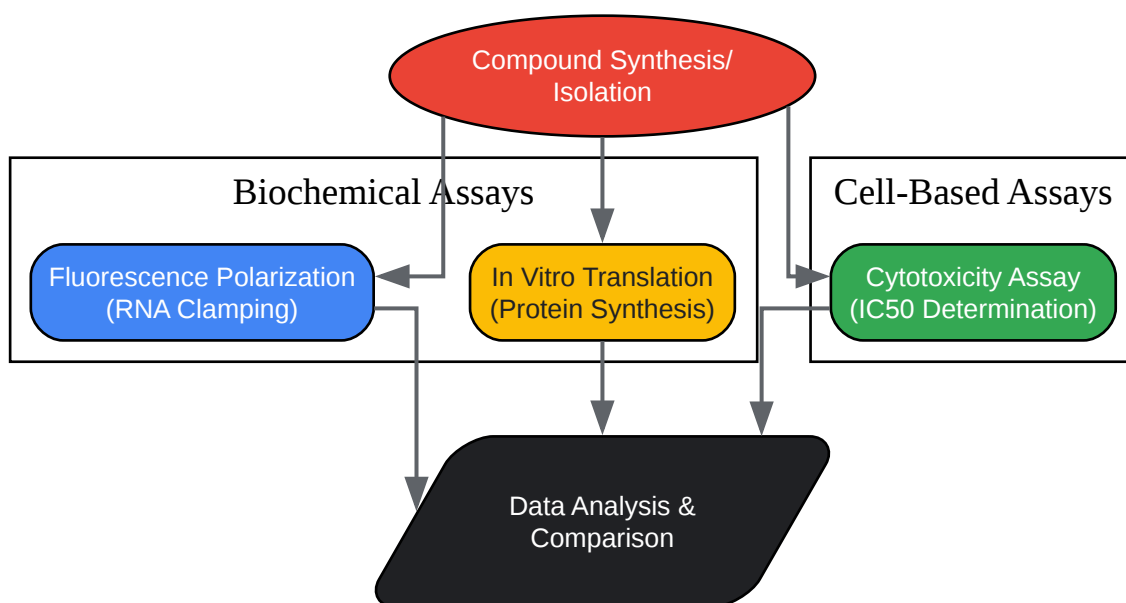 Compound Synthesis/
Isolation
Biochemical Assays
Cell-Based Assays
Fluorescence Polarization
(RNA Clamping)
In Vitro Translation
(Protein Synthesis)
Cytotoxicity Assay
(IC50 Determination)
Data Analysis &
Comparison